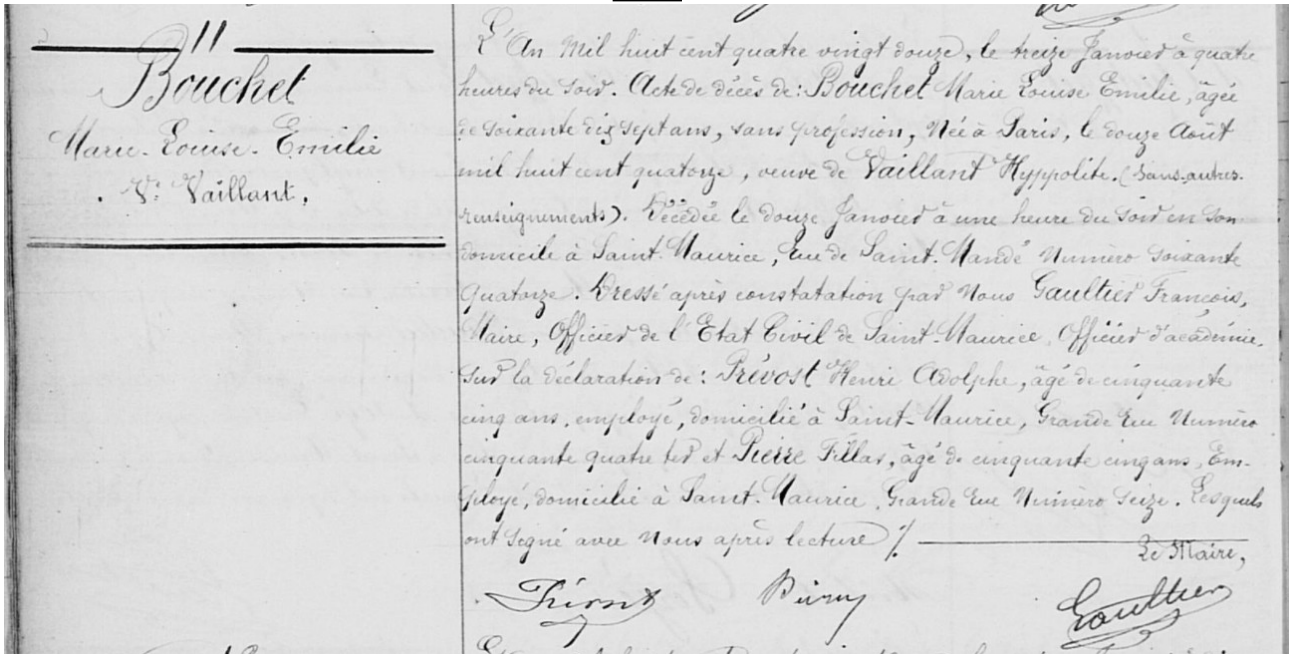 11
Bouchet
Marie-Louise-Emilie
Ve Vaillant,
L'An mil huit cent quatre vingt douze, le treize Janvier à quatre
heures du soir. Acte de décès de: Bouchet Marie Louise Emilie, âgée
de soixante dix sept ans, sans profession, Née à Paris, le douze Août
mil huit cent quatorze, veuve de Vaillant Hyppolite. (Sans autres
renseignements). Décédée le douze Janvier à une heure du soir en son
domicile à Saint-Maurice, Rue de Saint-Mandé Numéro soixante
quatorze. Dressé après constatation par Nous Gaultier François,
Maire, Officier de l'Etat Civil de Saint-Maurice, Officier d'académie,
sur la déclaration de: Prévost Henri Adolphe, âgé de cinquante
cinq ans, employé, domicilié à Saint-Maurice, Grande Rue Numéro
cinquante quatre ter et Pierre âgé de cinquante cinq ans, Em-
ployé, domicilié à Saint-Maurice, Grande Rue Numéro Seize. Lesquels
ont signé avec Nous après lecture ./.
Le Maire,
Prévost Pierre Gaultier